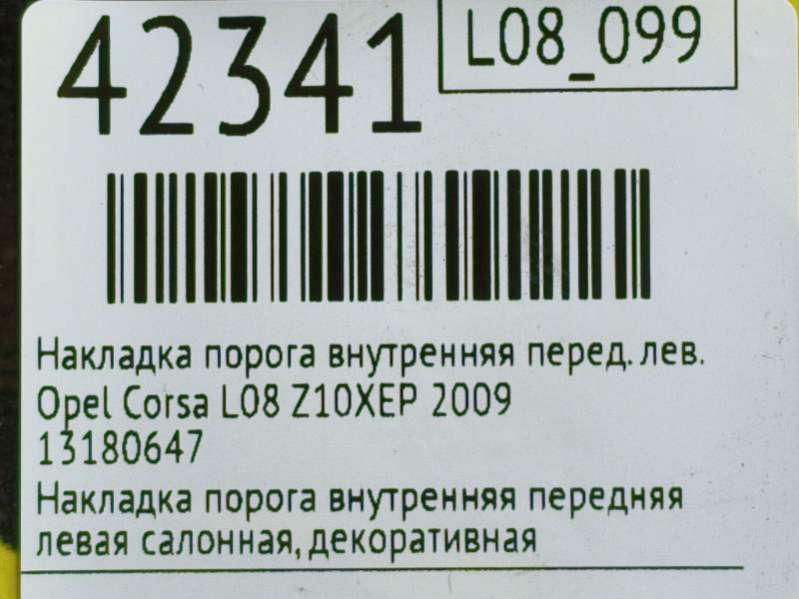 42341
L08_099
Накладка порога внутренняя перед. лев.
Opel Corsa L08 Z10XEP 2009
13180647
Накладка порога внутренняя передняя
левая салонная, декоративная